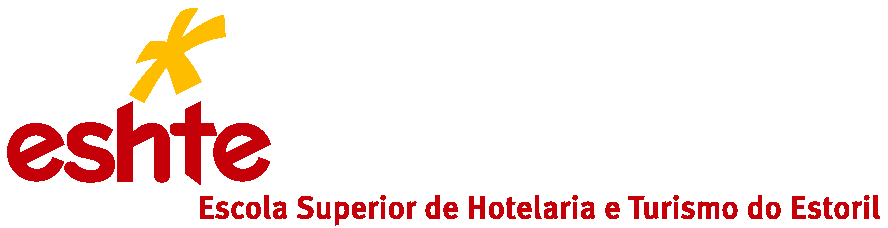 eshte
Escola Superior de Hotelaria e Turismo do Estoril